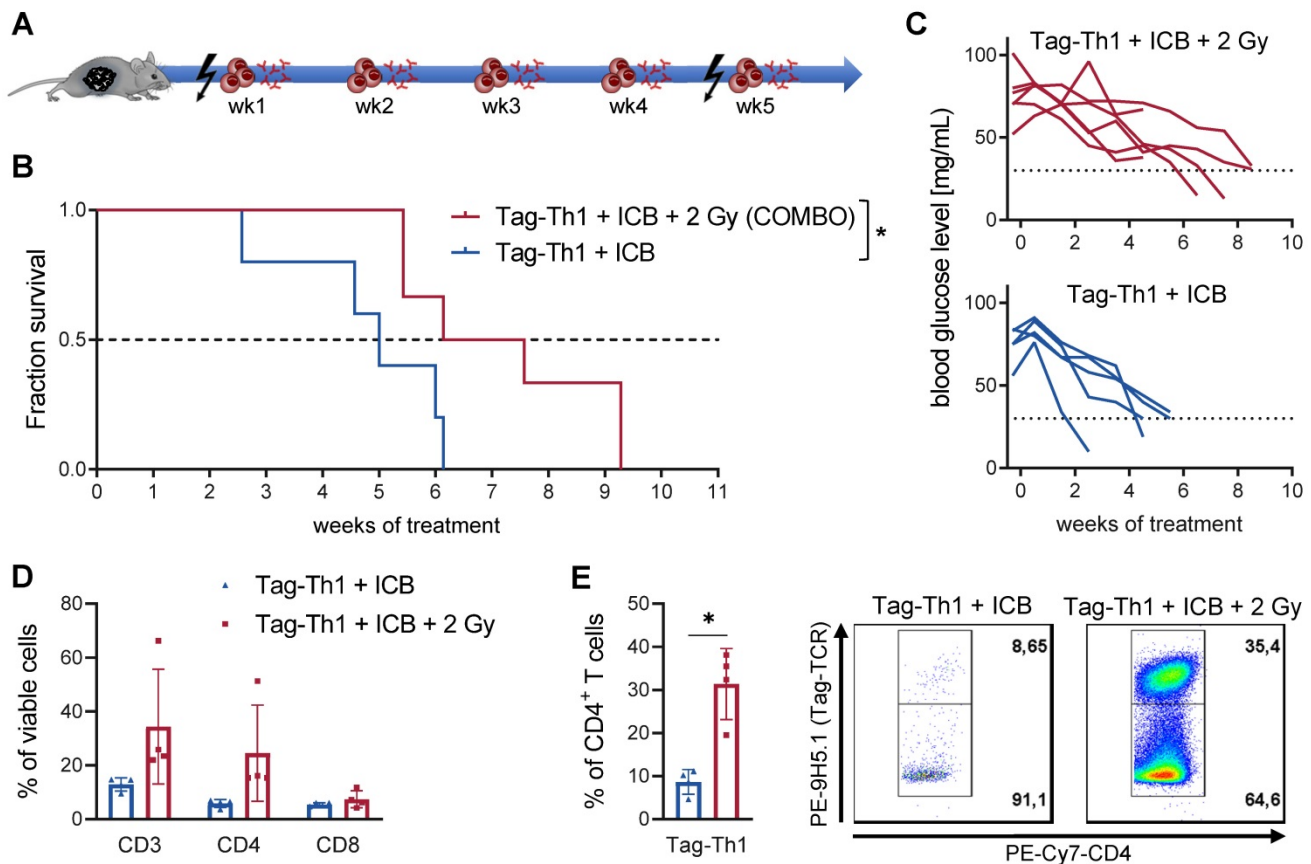 A
wk1 wk2 wk3 wk4 wk5
B
Fraction survival
1.0
0.5
0.0
Tag-Th1 + ICB + 2 Gy (COMBO)
Tag-Th1 + ICB
*
0 1 2 3 4 5 6 7 8 9 10 11
weeks of treatment
C
Tag-Th1 + ICB + 2 Gy
100
50
0
0 2 4 6 8 10
Tag-Th1 + ICB
100
50
0
0 2 4 6 8 10
blood glucose level [mg/mL]
weeks of treatment
D
Tag-Th1 + ICB
Tag-Th1 + ICB + 2 Gy
% of viable cells
80
60
40
20
0
CD3 CD4 CD8
E
% of CD4+ T cells
50
40
30
20
10
0
*
Tag-Th1
PE-9H5.1 (Tag-TCR)
Tag-Th1 + ICB
8,65
91,1
Tag-Th1 + ICB + 2 Gy
35,4
64,6
PE-Cy7-CD4